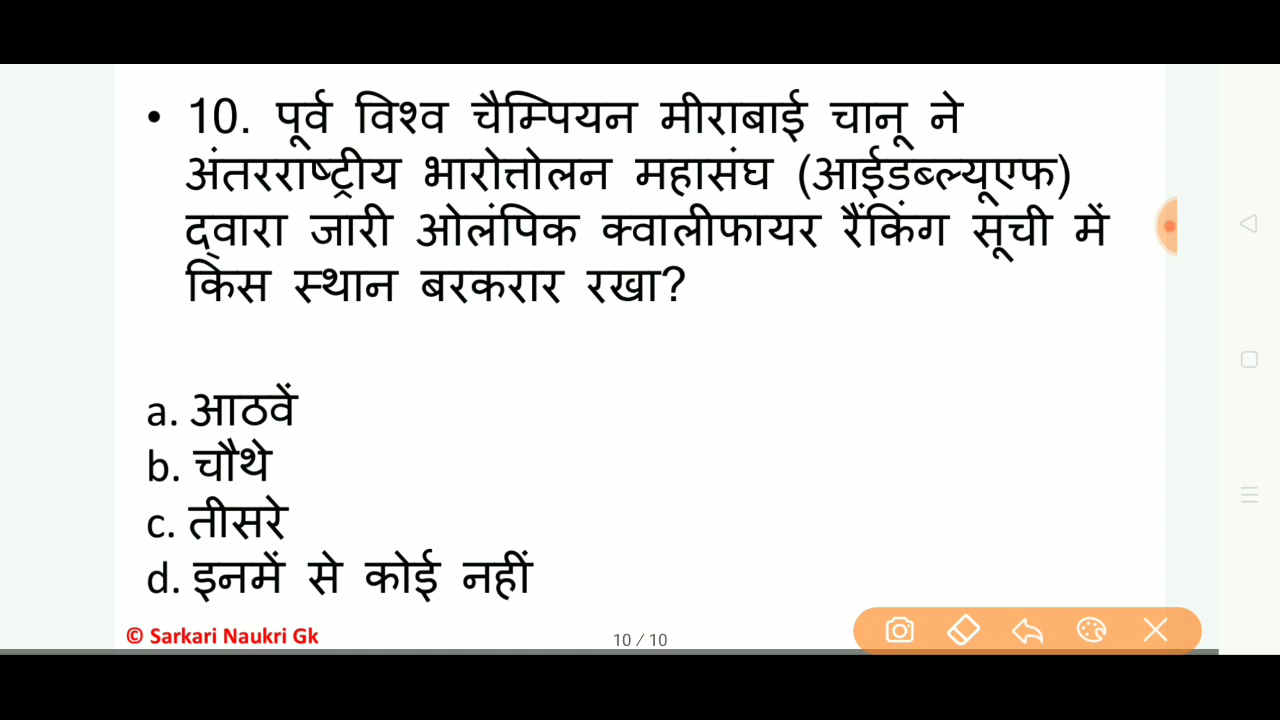 • 10. पूर्व विश्व चैम्पियन मीराबाई चानू ने
अंतरराष्ट्रीय भारोत्तोलन महासंघ (आईडब्ल्यूएफ)
द्वारा जारी ओलंपिक क्वालीफायर रैंकिंग सूची में
किस स्थान बरकरार रखा?
a. आठवें
b. चौथे
c. तीसरे
d. इनमें से कोई नहीं
© Sarkari Naukri Gk
10 / 10